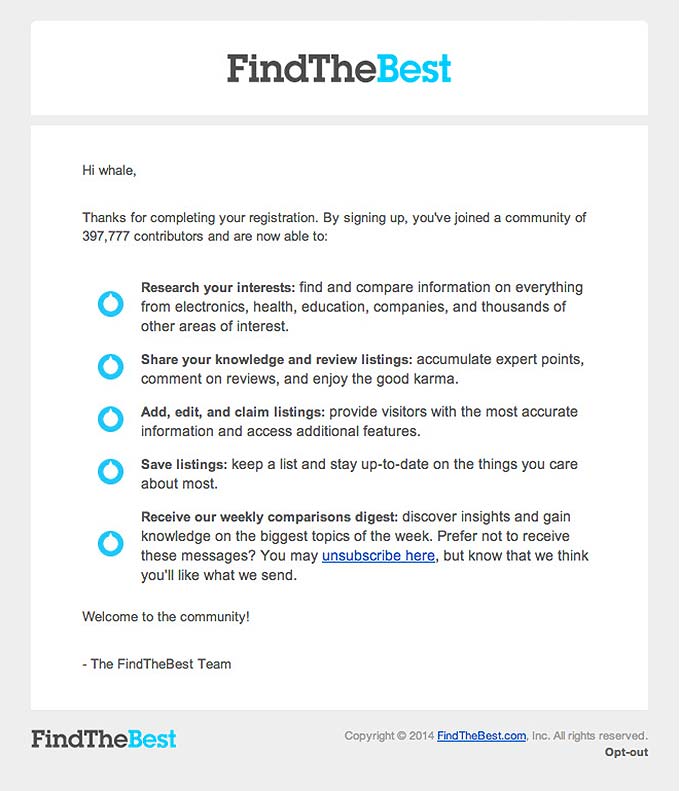 FindTheBest
Hi whale,
Thanks for completing your registration. By signing up, you've joined a community of
397,777 contributors and are now able to:
Research your interests: find and compare information on everything
from electronics, health, education, companies, and thousands of
other areas of interest.
Share your knowledge and review listings: accumulate expert points,
comment on reviews, and enjoy the good karma.
Add, edit, and claim listings: provide visitors with the most accurate
information and access additional features.
Save listings: keep a list and stay up-to-date on the things you care
about most.
Receive our weekly comparisons digest: discover insights and gain
knowledge on the biggest topics of the week. Prefer not to receive
these messages? You may unsubscribe here, but know that we think
you'll like what we send.
Welcome to the community!
- The FindTheBest Team
FindTheBest
Copyright © 2014 FindTheBest.com, Inc. All rights reserved.
Opt-out